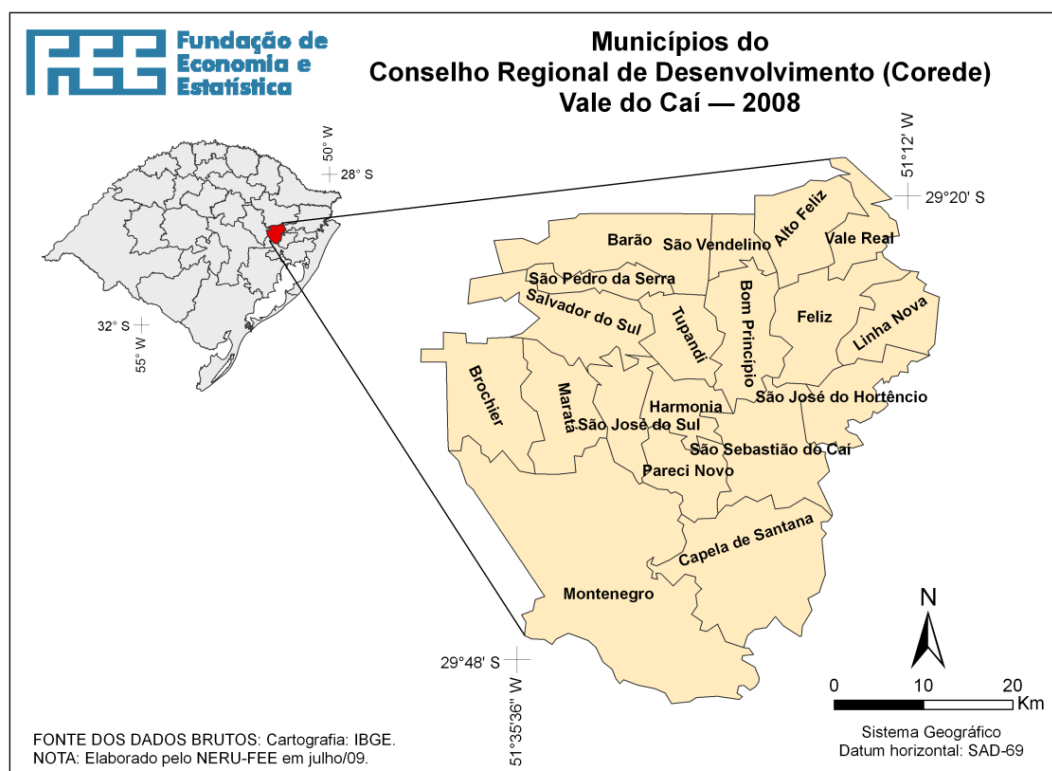 FEE
Fundação de
Economia e
Estatística
Municípios do
Conselho Regional de Desenvolvimento (Corede)
Vale do Caí — 2008
50° W
28° S
32° S
55° W
51°12' W
29°20' S
Alto Feliz
Vale Real
Barão
São Vendelino
São Pedro da Serra
Salvador do Sul
Tupandi
Bom Princípio
Feliz
Linha Nova
Brochier
Maratá
São José do Sul
Harmonia
São José do Hortêncio
São Sebastião do Caí
Pareci Novo
Capela de Santana
Montenegro
29°48' S
51°35'36" W
N
0 10 20
Km
Sistema Geográfico
Datum horizontal: SAD-69
FONTE DOS DADOS BRUTOS: Cartografia: IBGE.
NOTA: Elaborado pelo NERU-FEE em julho/09.